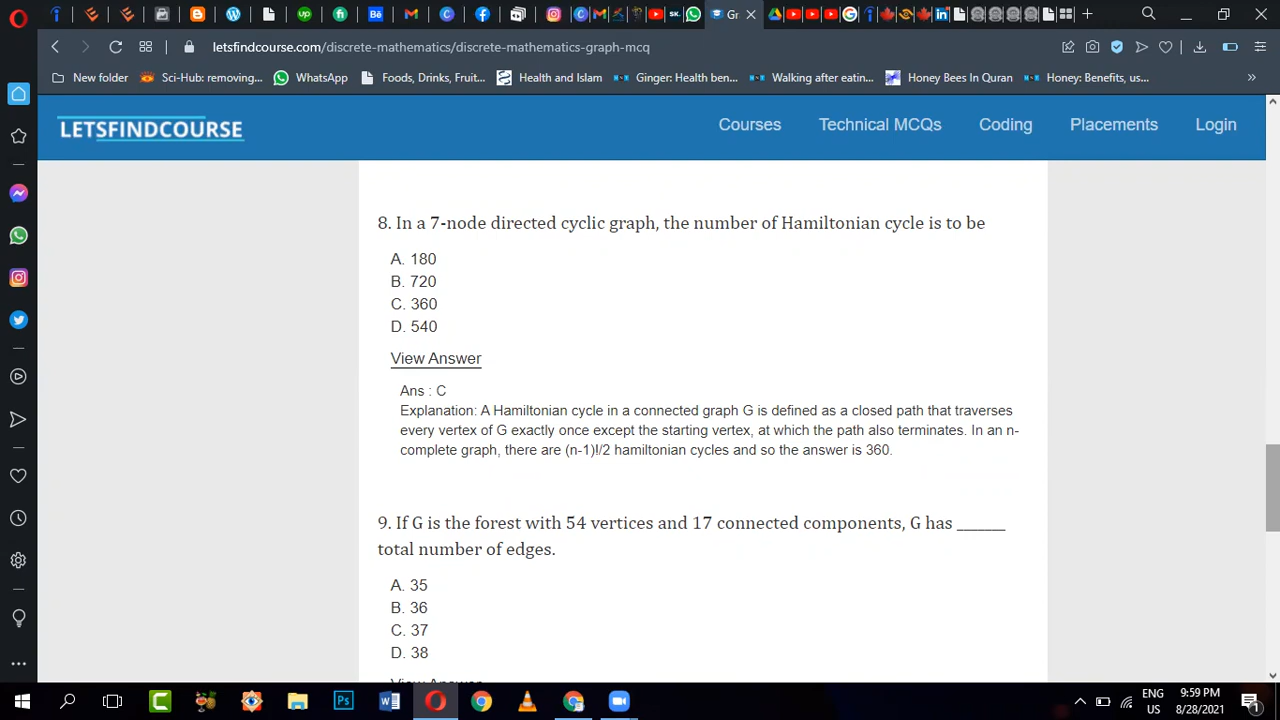 Gr
letsfindcourse.com/discrete-mathematics/discrete-mathematics-graph-mcq
New folder
Sci-Hub: removing...
WhatsApp
Foods, Drinks, Fruit...
Health and Islam
Ginger: Health ben...
Walking after eatin...
Honey Bees In Quran
Honey: Benefits, us...
LETSFINDCOURSE
Courses
Technical MCQs
Coding
Placements
Login
8. In a 7-node directed cyclic graph, the number of Hamiltonian cycle is to be
A. 180
B. 720
C. 360
D. 540
View Answer
Ans : C
Explanation: A Hamiltonian cycle in a connected graph G is defined as a closed path that traverses
every vertex of G exactly once except the starting vertex, at which the path also terminates. In an n-
complete graph, there are (n-1)!/2 hamiltonian cycles and so the answer is 360.
9. If G is the forest with 54 vertices and 17 connected components, G has ______
total number of edges.
A. 35
B. 36
C. 37
D. 38
View Answer
ENG
US
9:59 PM
8/28/2021